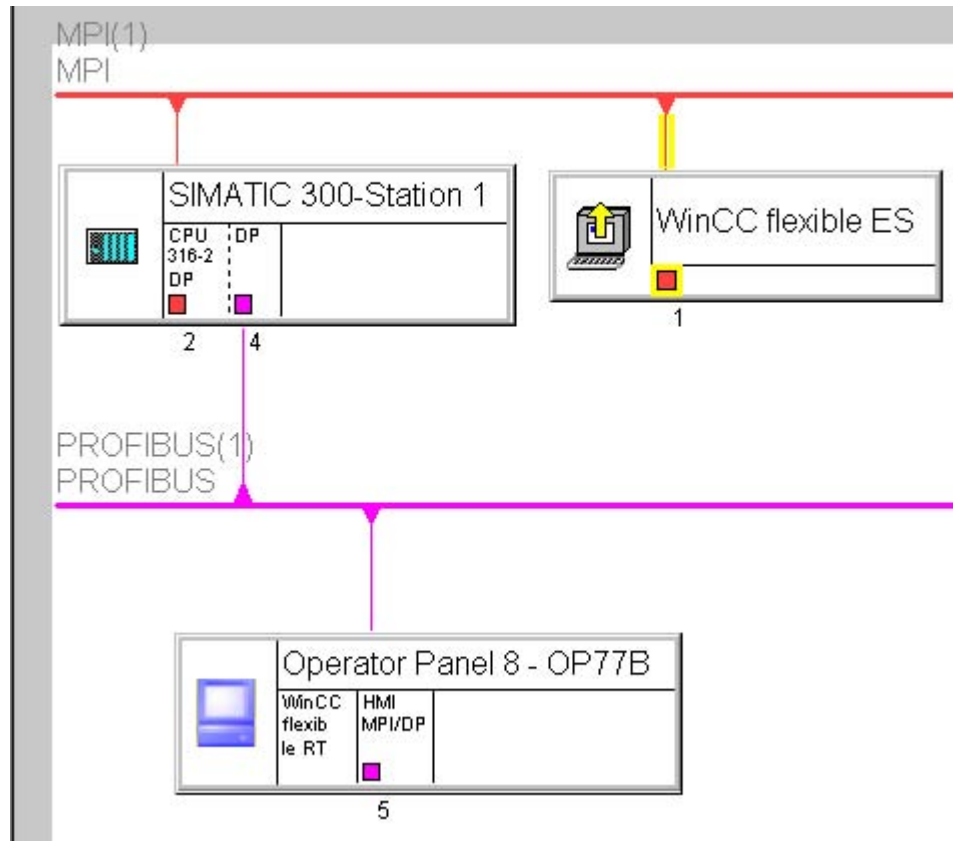 MPI(1)
MPI
SIMATIC 300-Station 1
CPU
316-2
DP
DP
2
4
WinCC flexible ES
1
PROFIBUS(1)
PROFIBUS
Operator Panel 8 - OP77B
WinCC
flexib
le RT
HMI
MPI/DP
5